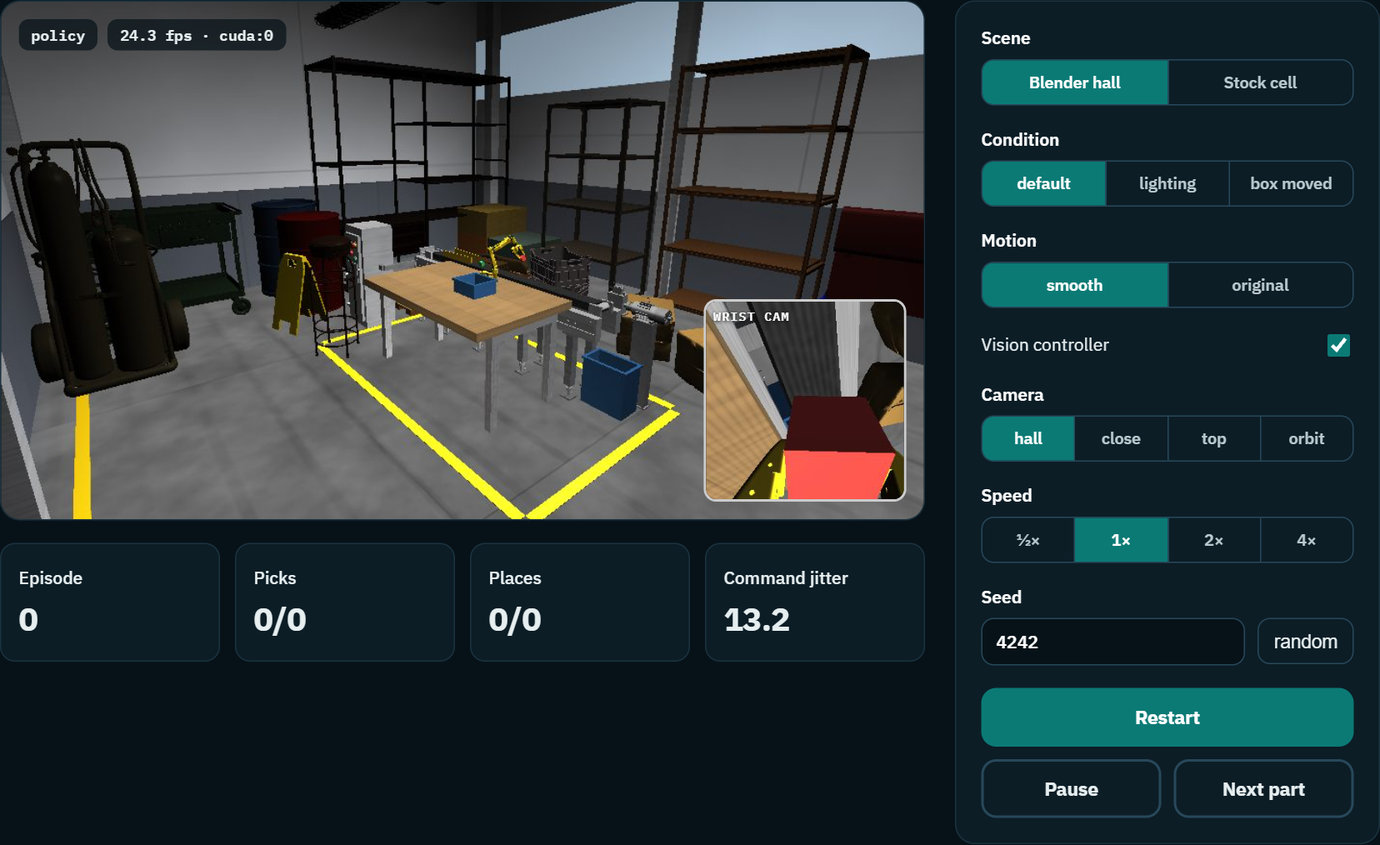 policy
24.3 fps · cuda:0
WRIST CAM
Episode
0
Picks
0/0
Places
0/0
Command jitter
13.2
Scene
Blender hall
Stock cell
Condition
default
lighting
box moved
Motion
smooth
original
Vision controller
Camera
hall
close
top
orbit
Speed
½×
1×
2×
4×
Seed
4242
random
Restart
Pause
Next part